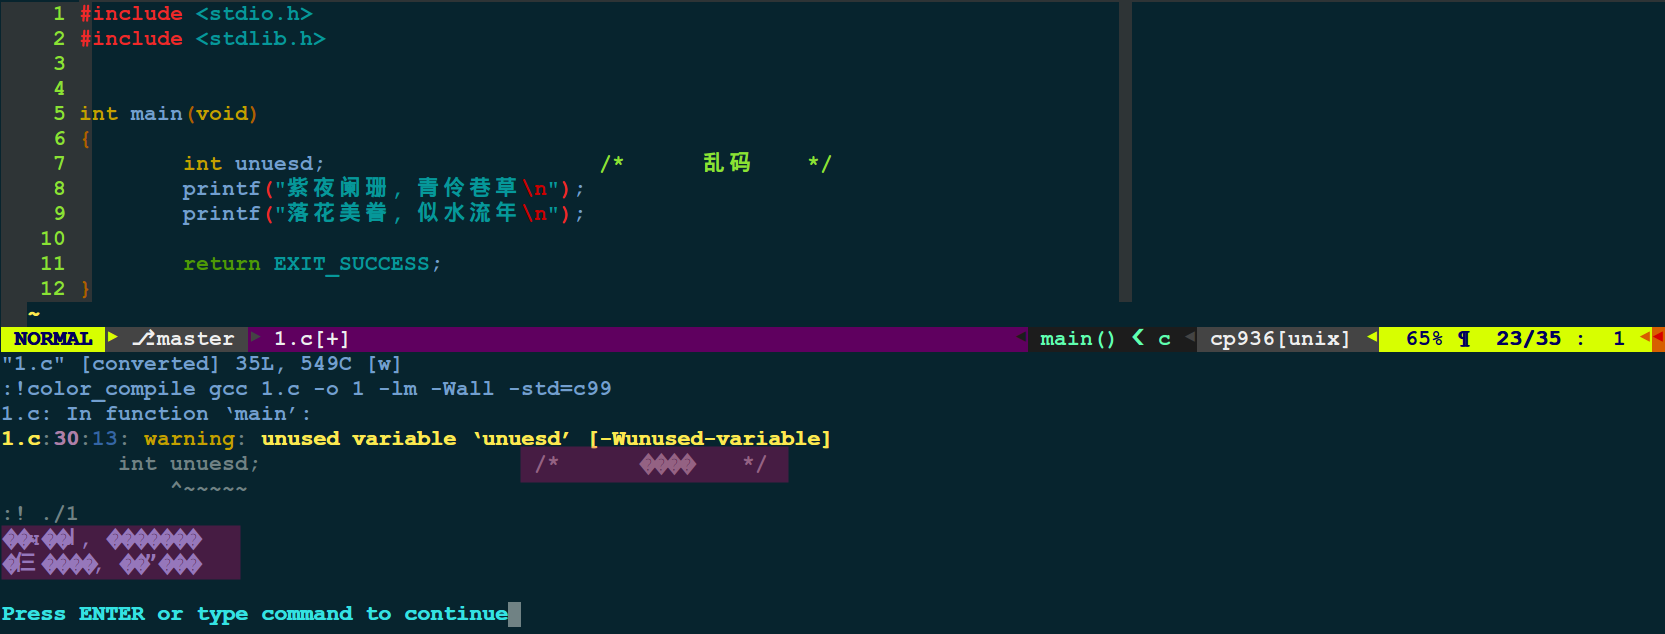 1 #include <stdio.h>
2 #include <stdlib.h>
3
4
5 int main(void)
6 {
7 int unuesd; /* 乱码 */
8 printf("紫夜阑珊, 青伶巷草\n");
9 printf("落花美眷, 似水流年\n");
10
11 return EXIT_SUCCESS;
12 }
~
NORMAL master 1.c[+] main() ❮ c cp936[unix] 65% ¶ 23/35 : 1
"1.c" [converted] 35L, 549C [w]
:!color_compile gcc 1.c -o 1 -lm -Wall -std=c99
1.c: In function ‘main’:
1.c:30:13: warning: unused variable ‘unuesd’ [-Wunused-variable]
int unuesd; /* ���� */
^~~~~~
:! ./1
Press ENTER or type command to continue